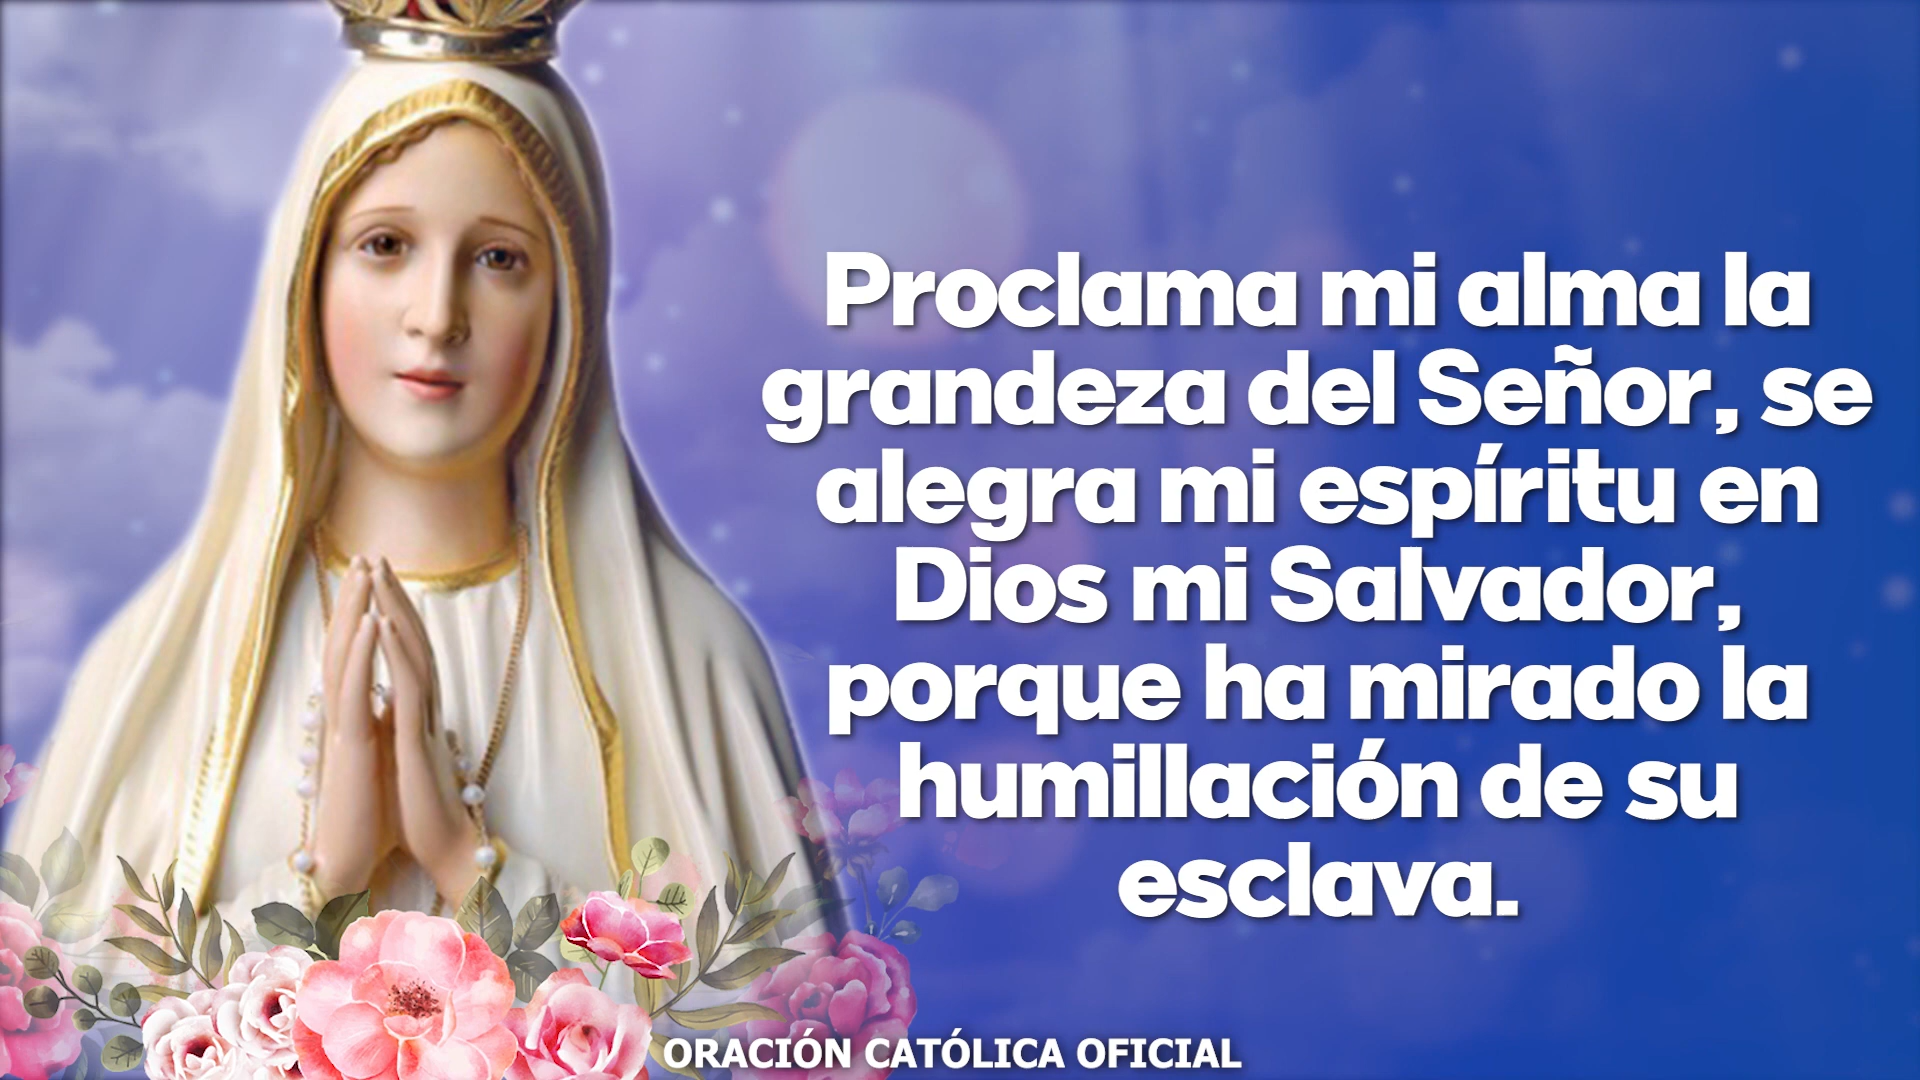 Proclama mi alma la
grandeza del Señor, se
alegra mi espíritu en
Dios mi Salvador,
porque ha mirado la
humillación de su
esclava.
ORACIÓN CATÓLICA OFICIAL